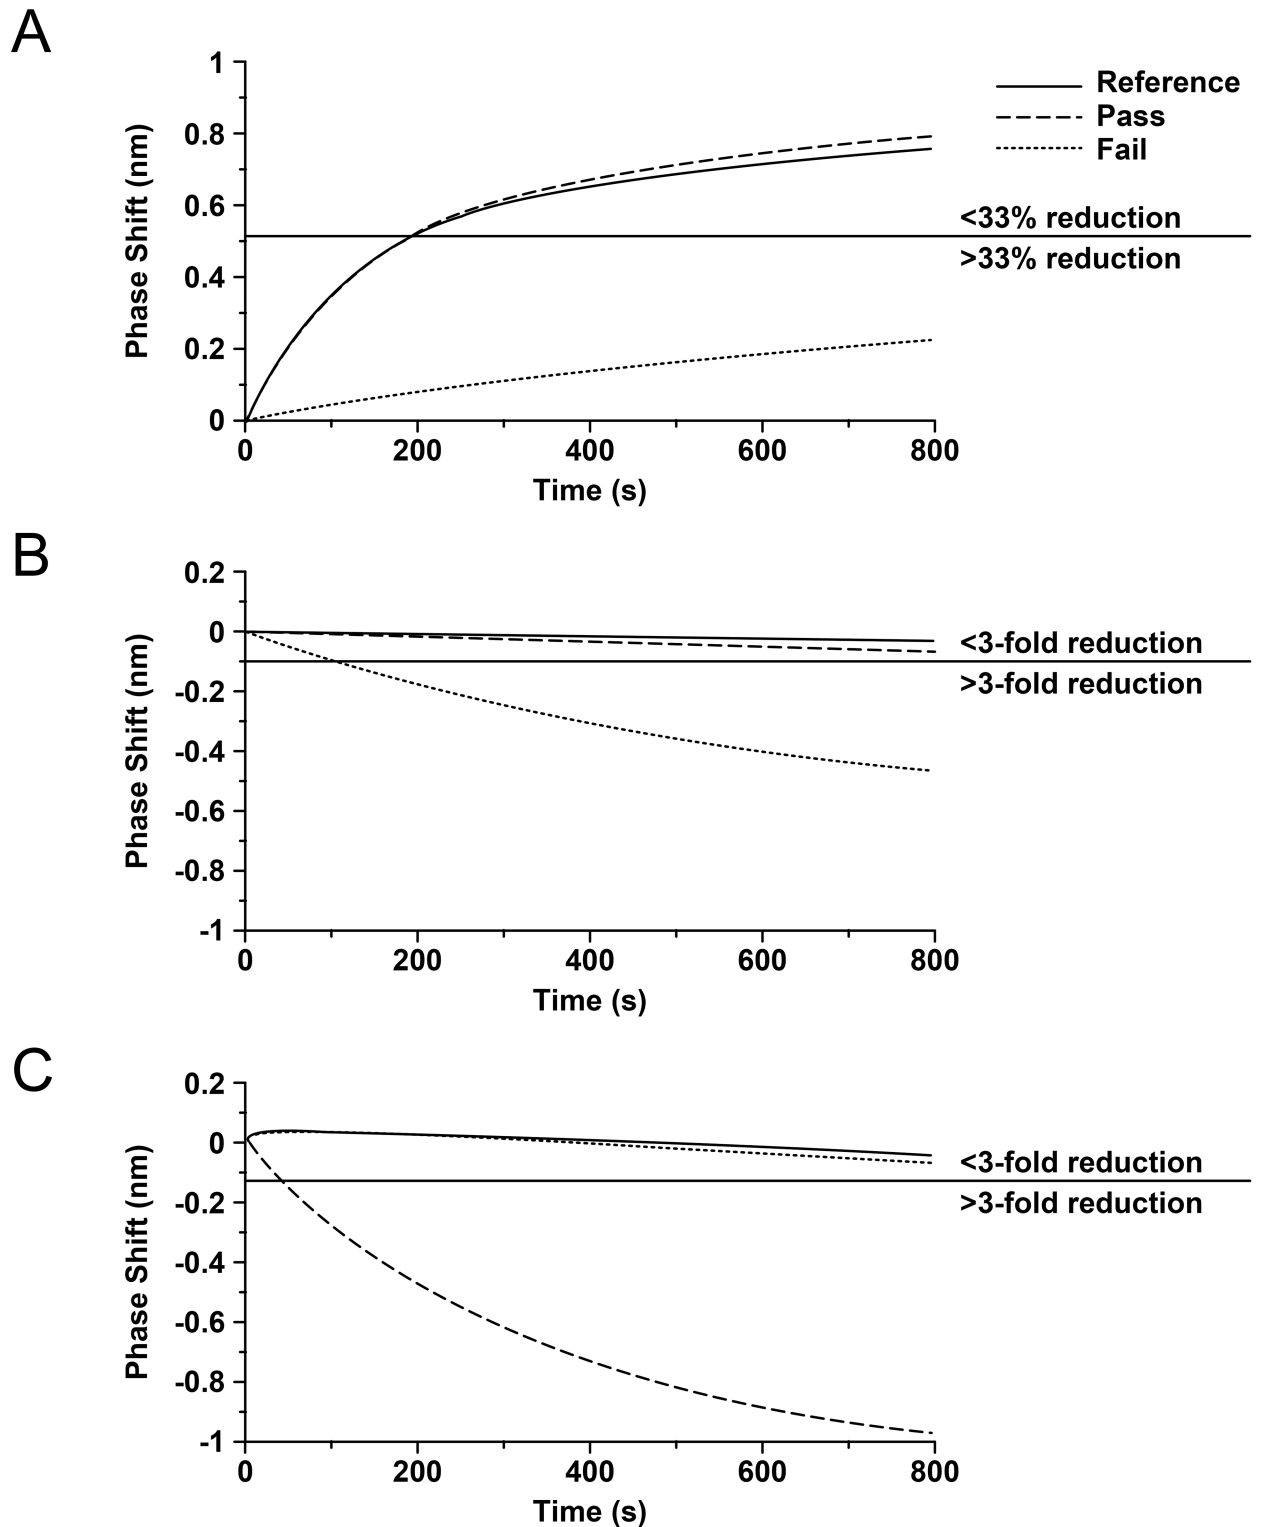 A
1
0.8
0.6
0.4
0.2
0
Phase Shift (nm)
0 200 400 600 800
Time (s)
Reference
Pass
Fail
<33% reduction
>33% reduction
B
0.2
0
-0.2
-0.4
-0.6
-0.8
-1
Phase Shift (nm)
0 200 400 600 800
Time (s)
<3-fold reduction
>3-fold reduction
C
0.2
0
-0.2
-0.4
-0.6
-0.8
-1
Phase Shift (nm)
0 200 400 600 800
Time (s)
<3-fold reduction
>3-fold reduction